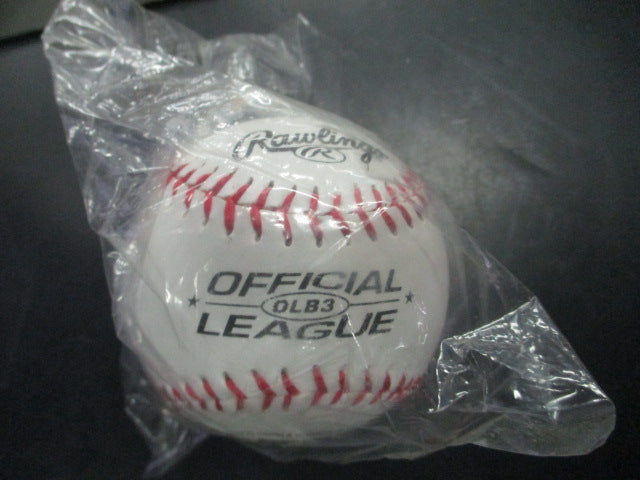 Rawlings
R
OFFICIAL
OLB3
LEAGUE